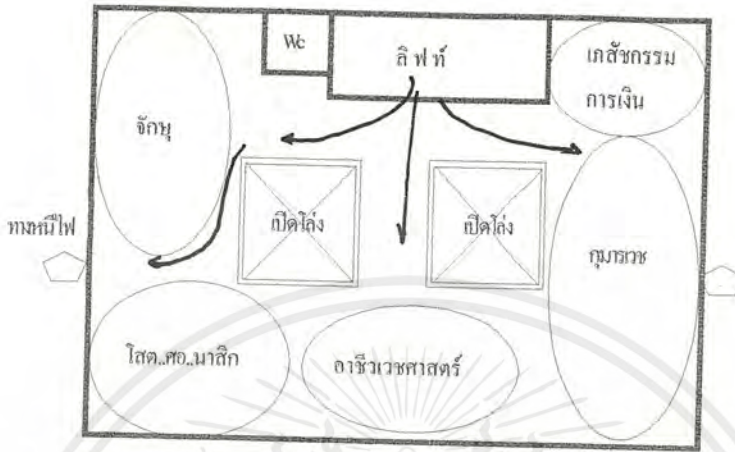 Wc
ลิฟท์
เภสัชกรรม
การเงิน
จักษุ
ทางหนีไฟ
เปิดโล่ง
เปิดโล่ง
กุมารเวช
โสต..ศอ..นาสิก
อาชีวเวชศาสตร์